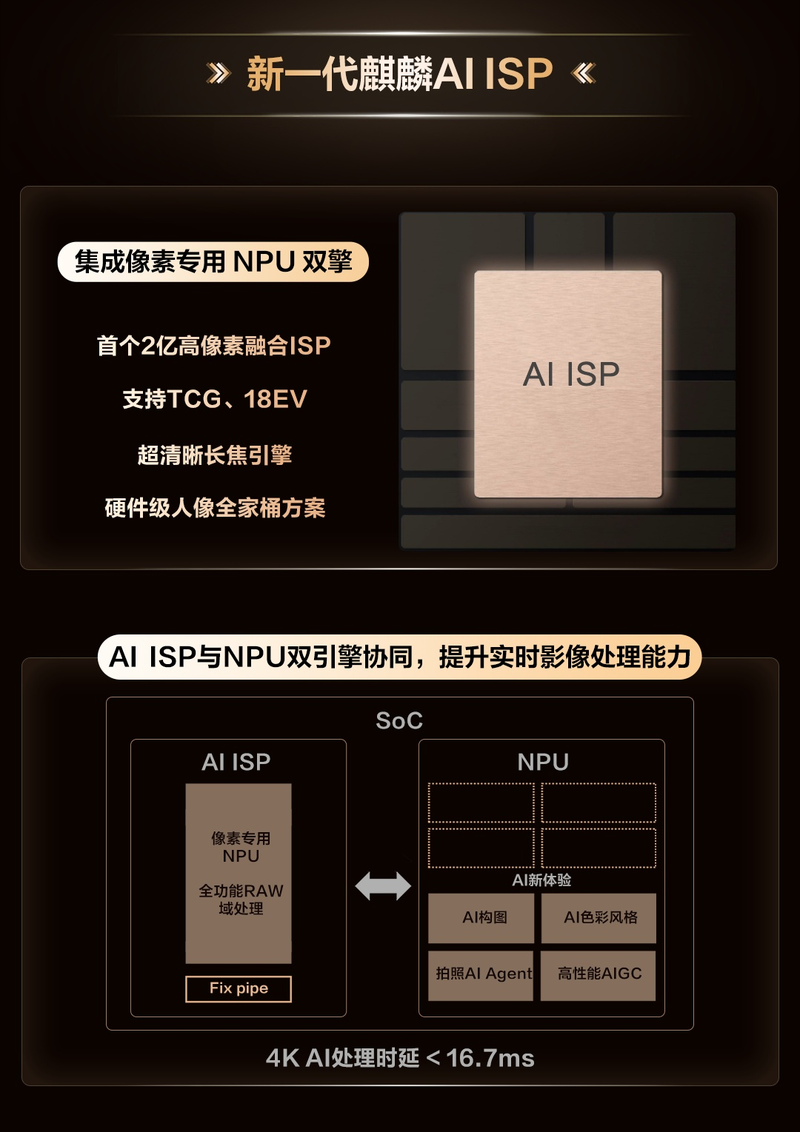 新一代麒麟AI ISP
集成像素专用 NPU 双擎
首个2亿高像素融合ISP
支持TCG、18EV
超清晰长焦引擎
硬件级人像全家桶方案
AI ISP
AI ISP与NPU双引擎协同，提升实时影像处理能力
SoC
AI ISP
像素专用
NPU
全功能RAW
域处理
Fix pipe
NPU
AI新体验
AI构图
AI色彩风格
拍照AI Agent
高性能AIGC
4K AI处理时延 < 16.7ms